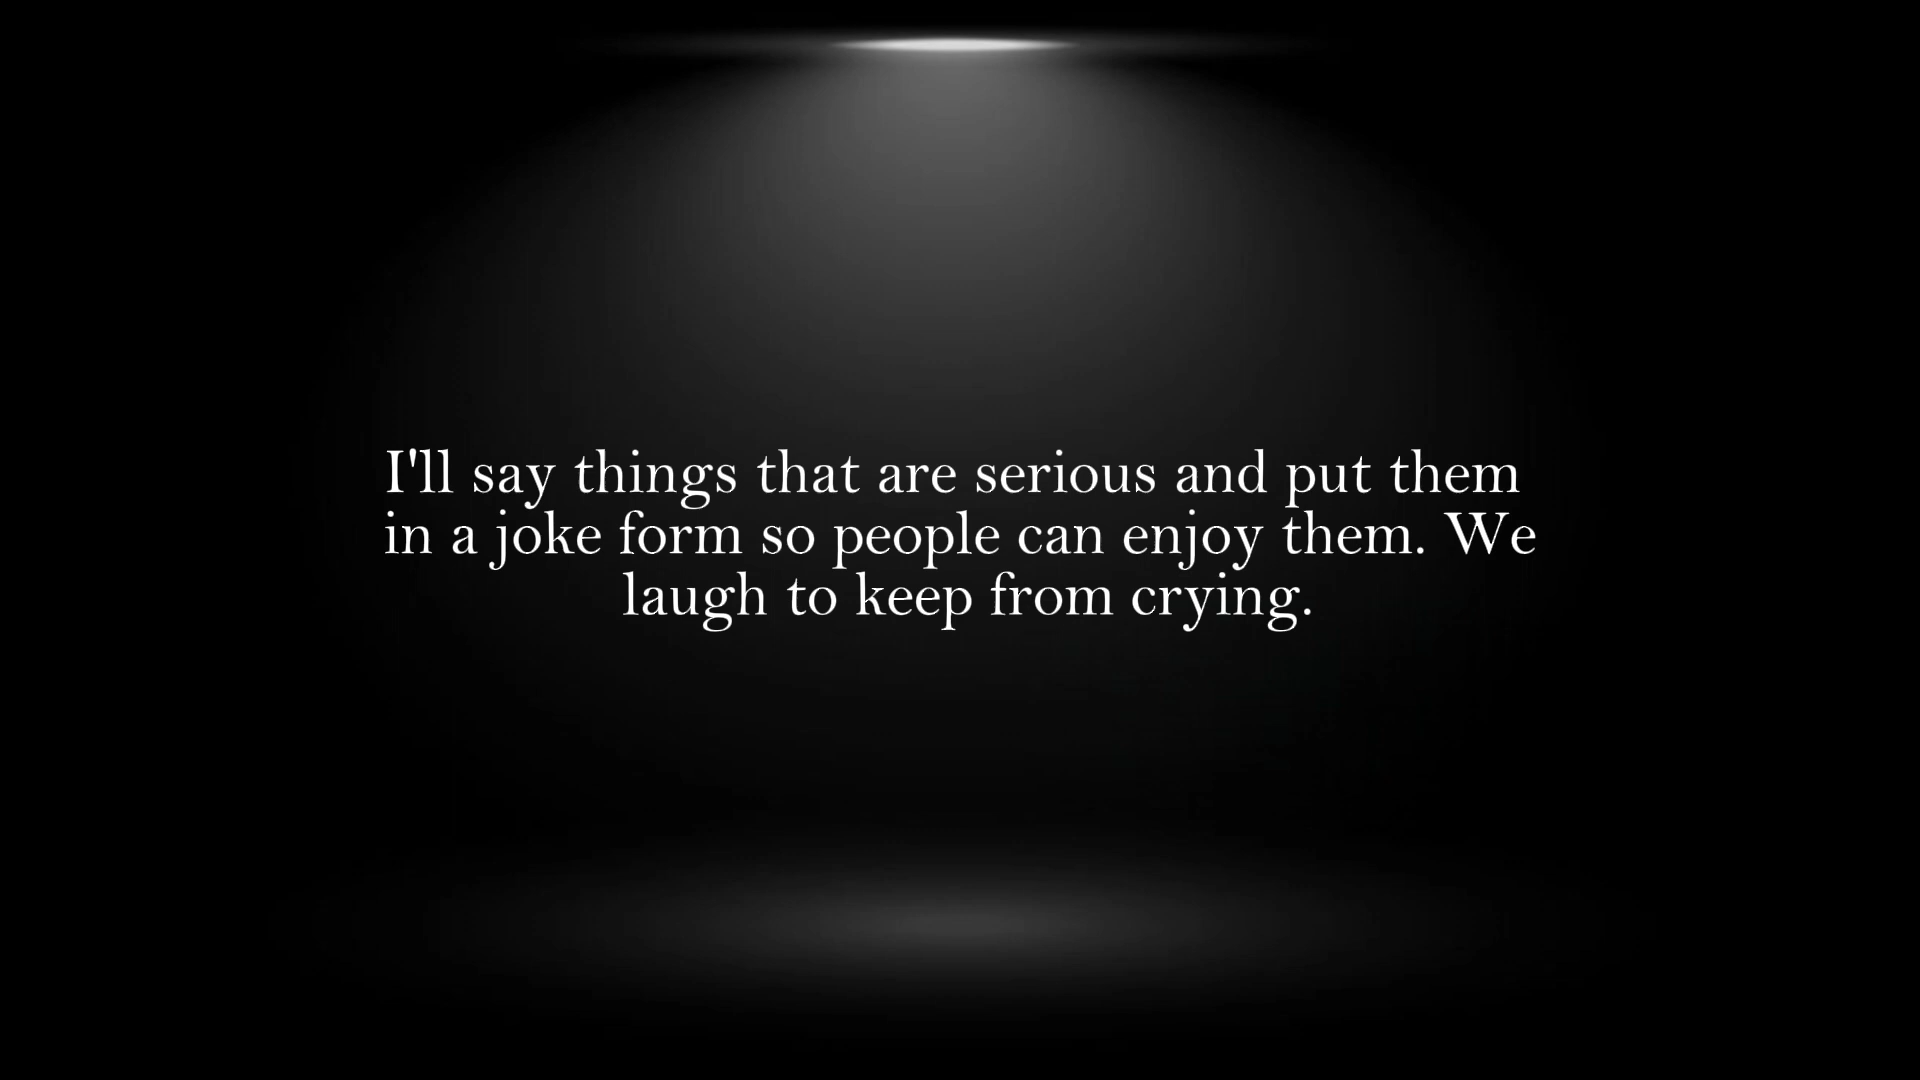 I'll say things that are serious and put them
in a joke form so people can enjoy them. We
laugh to keep from crying.